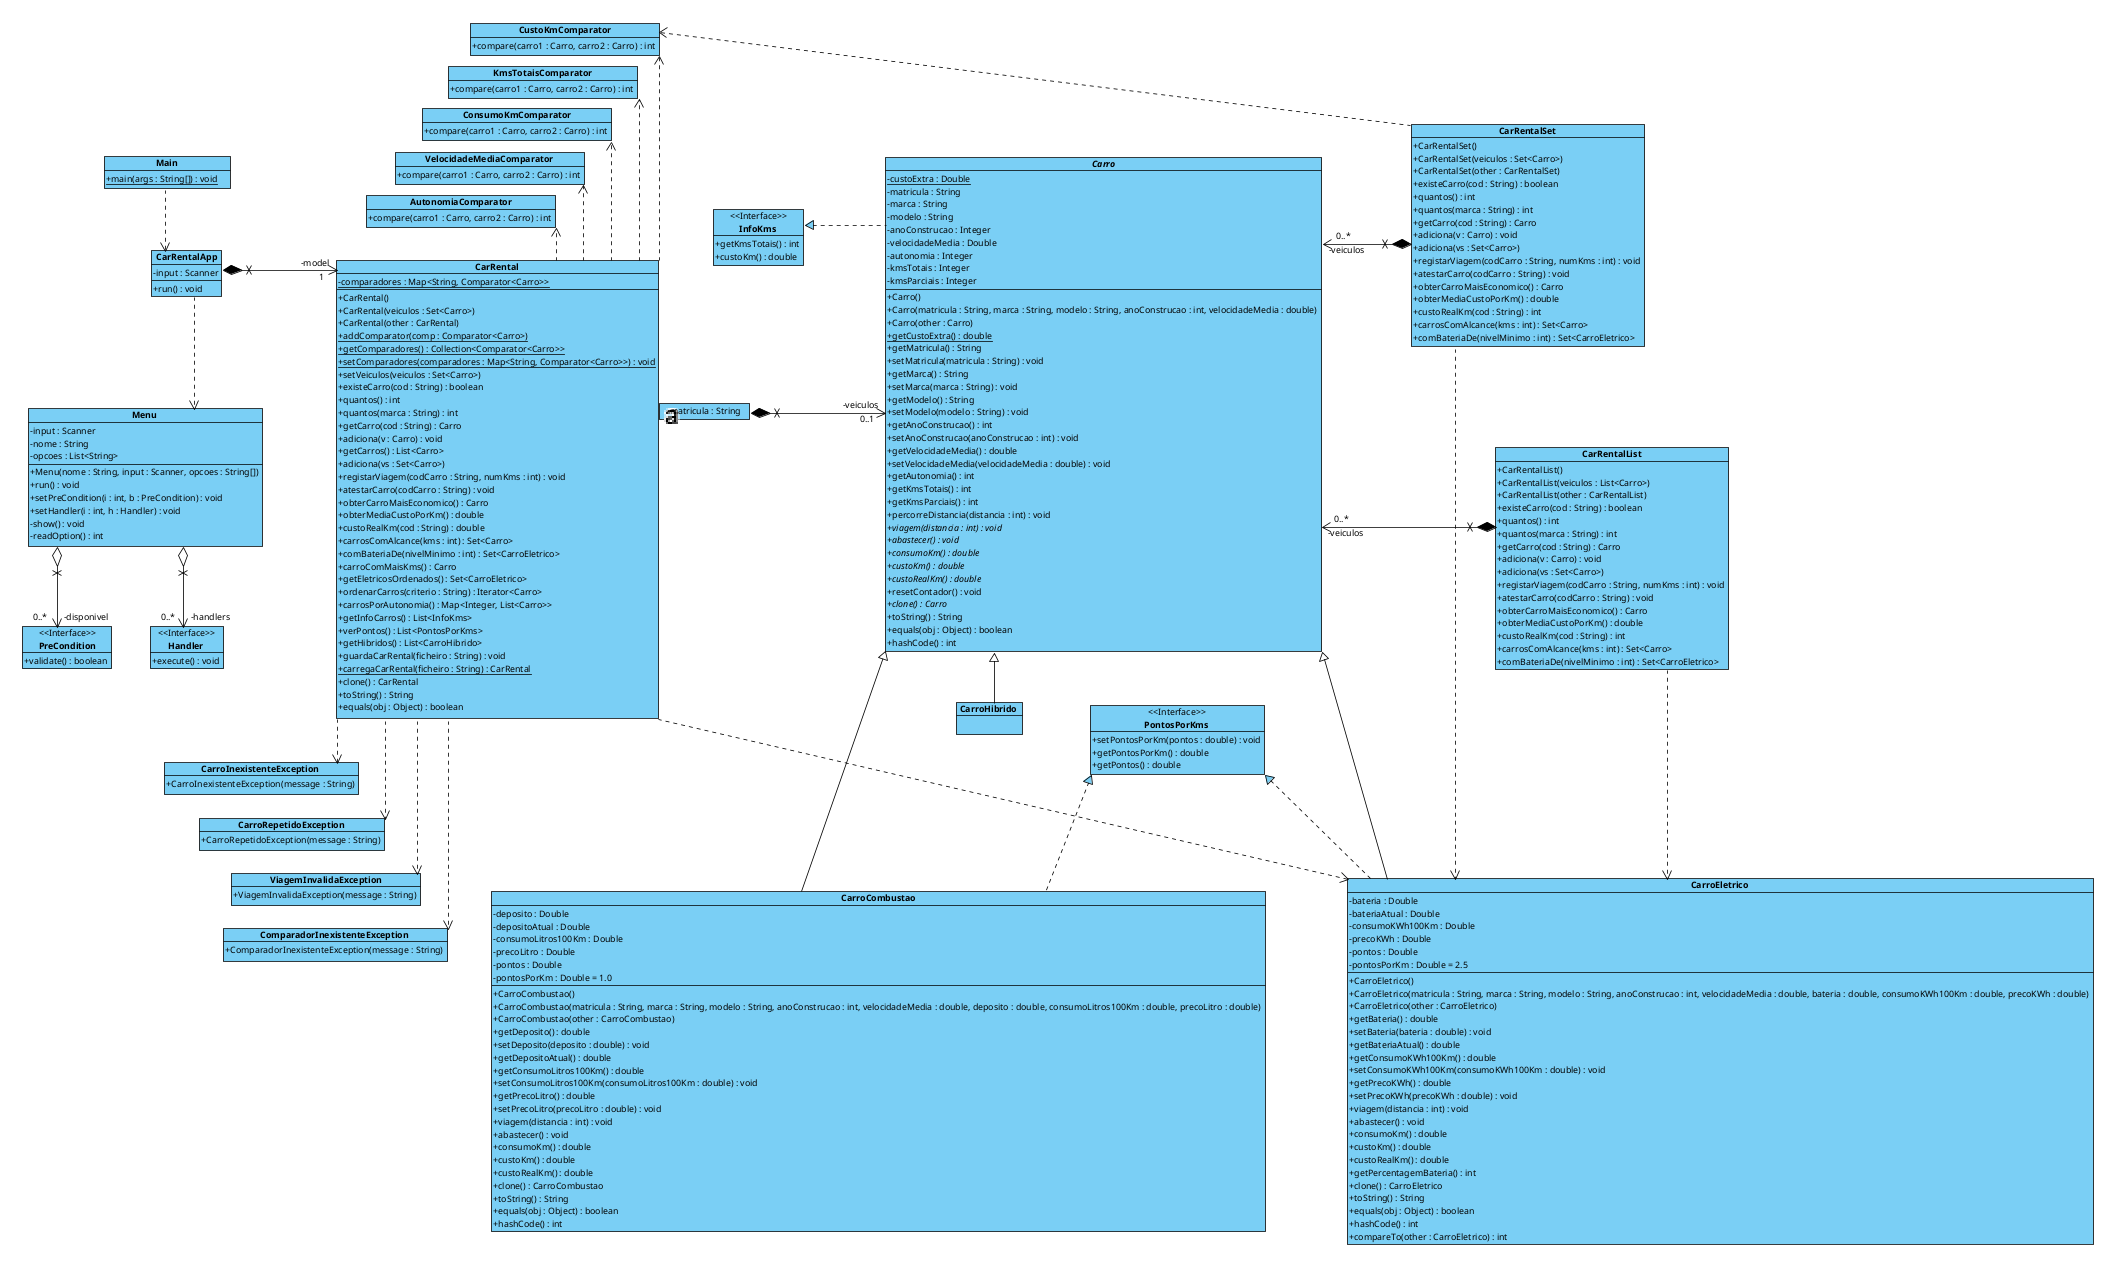 CustoKmComparator
+compare(carro1 : Carro, carro2 : Carro) : int
KmsTotaisComparator
+compare(carro1 : Carro, carro2 : Carro) : int
ConsumoKmComparator
+compare(carro1 : Carro, carro2 : Carro) : int
VelocidadeMediaComparator
+compare(carro1 : Carro, carro2 : Carro) : int
AutonomiaComparator
+compare(carro1 : Carro, carro2 : Carro) : int
Main
+main(args : String[]) : void
CarRentalApp
-input : Scanner
+run() : void
-model
1
Menu
-input : Scanner
-nome : String
-opcoes : List<String>
+Menu(nome : String, input : Scanner, opcoes : String[])
+run() : void
+setPreCondition(i : int, b : PreCondition) : void
+setHandler(i : int, h : Handler) : void
-show() : void
-readOption() : int
0..*
-disponivel
0..*
-handlers
<<Interface>>
PreCondition
+validate() : boolean
<<Interface>>
Handler
+execute() : void
CarRental
-comparadores : Map<String, Comparator<Carro>>
+CarRental()
+CarRental(veiculos : Set<Carro>)
+CarRental(other : CarRental)
+addComparator(comp : Comparator<Carro>)
+getComparadores() : Collection<Comparator<Carro>>
+setComparadores(comparadores : Map<String, Comparator<Carro>>) : void
+setVeiculos(veiculos : Set<Carro>)
+existeCarro(cod : String) : boolean
+quantos() : int
+quantos(marca : String) : int
+getCarro(cod : String) : Carro
+adiciona(v : Carro) : void
+getCarros() : List<Carro>
+adiciona(vs : Set<Carro>)
+registarViagem(codCarro : String, numKms : int) : void
+atestarCarro(codCarro : String) : void
+obterCarroMaisEconomico() : Carro
+obterMediaCustoPorKm() : double
+custoRealKm(cod : String) : double
+carrosComAlcance(kms : int) : Set<Carro>
+comBateriaDe(nivelMinimo : int) : Set<CarroEletrico>
+carroComMaisKms() : Carro
+getEletricosOrdenados() : Set<CarroEletrico>
+ordenarCarros(criterio : String) : Iterator<Carro>
+carrosPorAutonomia() : Map<Integer, List<Carro>>
+getInfoCarros() : List<InfoKms>
+verPontos() : List<PontosPorKms>
+getHibridos() : List<CarroHibrido>
+guardaCarRental(ficheiro : String) : void
+carregaCarRental(ficheiro : String) : CarRental
+clone() : CarRental
+toString() : String
+equals(obj : Object) : boolean
matricula : String
a
-veiculos
0..1
<<Interface>>
InfoKms
+getKmsTotais() : int
+custoKm() : double
Carro
-custoExtra : Double
-matricula : String
-marca : String
-modelo : String
-anoConstrucao : Integer
-velocidadeMedia : Double
-autonomia : Integer
-kmsTotais : Integer
-kmsParciais : Integer
+Carro()
+Carro(matricula : String, marca : String, modelo : String, anoConstrucao : int, velocidadeMedia : double)
+Carro(other : Carro)
+getCustoExtra() : double
+getMatricula() : String
+setMatricula(matricula : String) : void
+getMarca() : String
+setMarca(marca : String) : void
+getModelo() : String
+setModelo(modelo : String) : void
+getAnoConstrucao() : int
+setAnoConstrucao(anoConstrucao : int) : void
+getVelocidadeMedia() : double
+setVelocidadeMedia(velocidadeMedia : double) : void
+getAutonomia() : int
+getKmsTotais() : int
+getKmsParciais() : int
+percorreDistancia(distancia : int) : void
+viagem(distancia : int) : void
+abastecer() : void
+consumoKm() : double
+custoKm() : double
+custoRealKm() : double
+resetContador() : void
+clone() : Carro
+toString() : String
+equals(obj : Object) : boolean
+hashCode() : int
CarRentalSet
+CarRentalSet()
+CarRentalSet(veiculos : Set<Carro>)
+CarRentalSet(other : CarRentalSet)
+existeCarro(cod : String) : boolean
+quantos() : int
+quantos(marca : String) : int
+getCarro(cod : String) : Carro
+adiciona(v : Carro) : void
+adiciona(vs : Set<Carro>)
+registarViagem(codCarro : String, numKms : int) : void
+atestarCarro(codCarro : String) : void
+obterCarroMaisEconomico() : Carro
+obterMediaCustoPorKm() : double
+custoRealKm(cod : String) : int
+carrosComAlcance(kms : int) : Set<Carro>
+comBateriaDe(nivelMinimo : int) : Set<CarroEletrico>
0..*
-veiculos
CarRentalList
+CarRentalList()
+CarRentalList(veiculos : List<Carro>)
+CarRentalList(other : CarRentalList)
+existeCarro(cod : String) : boolean
+quantos() : int
+quantos(marca : String) : int
+getCarro(cod : String) : Carro
+adiciona(v : Carro) : void
+adiciona(vs : Set<Carro>)
+registarViagem(codCarro : String, numKms : int) : void
+atestarCarro(codCarro : String) : void
+obterCarroMaisEconomico() : Carro
+obterMediaCustoPorKm() : double
+custoRealKm(cod : String) : int
+carrosComAlcance(kms : int) : Set<Carro>
+comBateriaDe(nivelMinimo : int) : Set<CarroEletrico>
0..*
-veiculos
CarroHibrido
<<Interface>>
PontosPorKms
+setPontosPorKm(pontos : double) : void
+getPontosPorKm() : double
+getPontos() : double
CarroInexistenteException
+CarroInexistenteException(message : String)
CarroRepetidoException
+CarroRepetidoException(message : String)
ViagemInvalidaException
+ViagemInvalidaException(message : String)
ComparadorInexistenteException
+ComparadorInexistenteException(message : String)
CarroCombustao
-deposito : Double
-depositoAtual : Double
-consumoLitros100Km : Double
-precoLitro : Double
-pontos : Double
-pontosPorKm : Double = 1.0
+CarroCombustao()
+CarroCombustao(matricula : String, marca : String, modelo : String, anoConstrucao : int, velocidadeMedia : double, deposito : double, consumoLitros100Km : double, precoLitro : double)
+CarroCombustao(other : CarroCombustao)
+getDeposito() : double
+setDeposito(deposito : double) : void
+getDepositoAtual() : double
+getConsumoLitros100Km() : double
+setConsumoLitros100Km(consumoLitros100Km : double) : void
+getPrecoLitro() : double
+setPrecoLitro(precoLitro : double) : void
+viagem(distancia : int) : void
+abastecer() : void
+consumoKm() : double
+custoKm() : double
+custoRealKm() : double
+clone() : CarroCombustao
+toString() : String
+equals(obj : Object) : boolean
+hashCode() : int
CarroEletrico
-bateria : Double
-bateriaAtual : Double
-consumoKWh100Km : Double
-precoKWh : Double
-pontos : Double
-pontosPorKm : Double = 2.5
+CarroEletrico()
+CarroEletrico(matricula : String, marca : String, modelo : String, anoConstrucao : int, velocidadeMedia : double, bateria : double, consumoKWh100Km : double, precoKWh : double)
+CarroEletrico(other : CarroEletrico)
+getBateria() : double
+setBateria(bateria : double) : void
+getBateriaAtual() : double
+getConsumoKWh100Km() : double
+setConsumoKWh100Km(consumoKWh100Km : double) : void
+getPrecoKWh() : double
+setPrecoKWh(precoKWh : double) : void
+viagem(distancia : int) : void
+abastecer() : void
+consumoKm() : double
+custoKm() : double
+custoRealKm() : double
+getPercentagemBateria() : int
+clone() : CarroEletrico
+toString() : String
+equals(obj : Object) : boolean
+hashCode() : int
+compareTo(other : CarroEletrico) : int